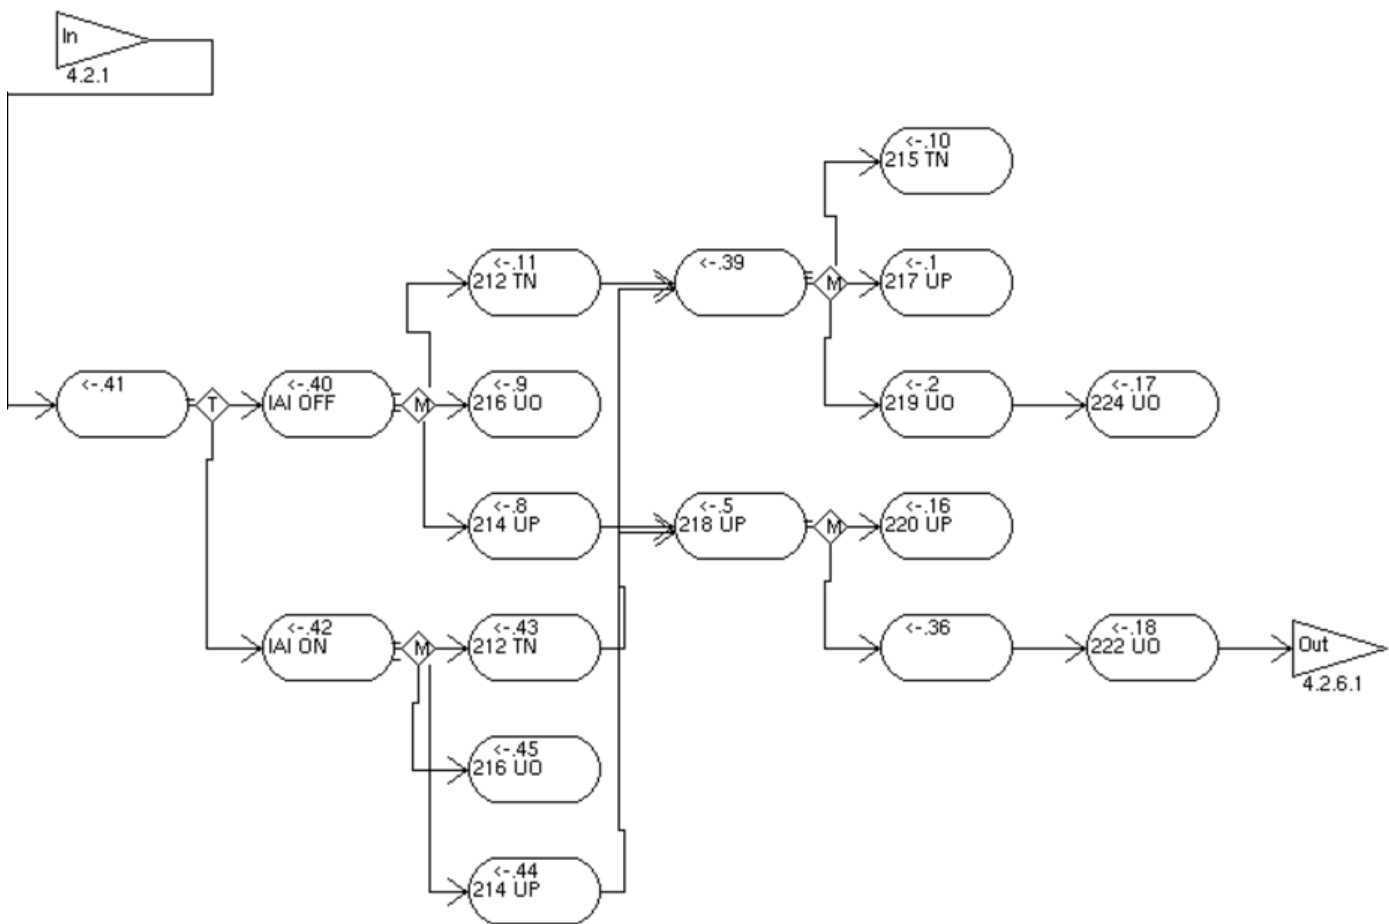 In
4.2.1
<-.10
215 TN
<-.11
212 TN
<-.39
M
<-.1
217 UP
<-.41
T
<-.40
IAI OFF
M
<-.9
216 UO
<-.2
219 UO
<-.17
224 UO
<-.8
214 UP
<-.5
218 UP
M
<-.16
220 UP
<-.42
IAI ON
M
<-.43
212 TN
<-.36
<-.18
222 UO
Out
4.2.6.1
<-.45
216 UO
<-.44
214 UP